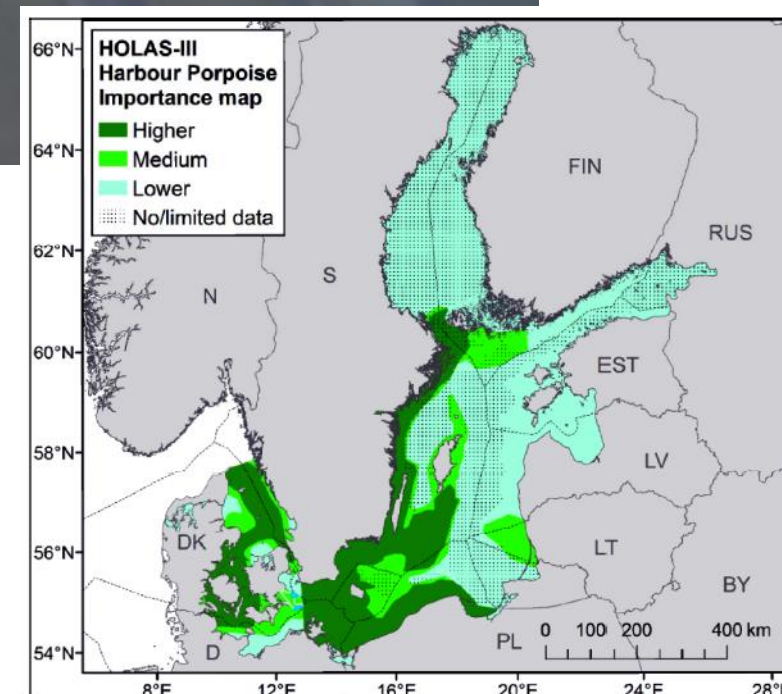 HOLAS-III
Harbour Porpoise
Importance map
Higher
Medium
Lower
No/limited data
66°N
64°N
62°N
60°N
58°N
56°N
54°N
FIN
RUS
S
N
EST
LV
DK
LT
BY
D
PL
0 100 200 400 km
8°E 12°E 16°E 20°E 24°E 28°E